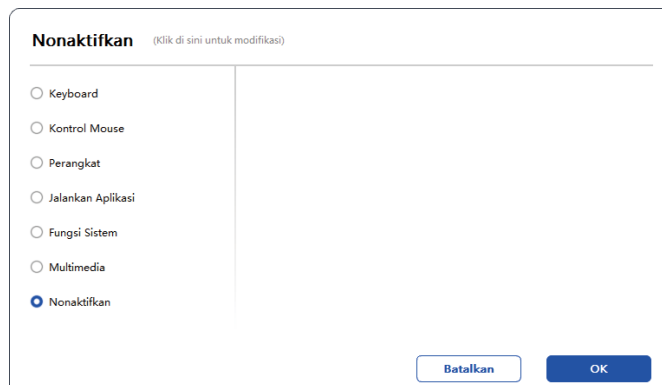 Nonaktifkan (Klik di sini untuk modifikasi)
Keyboard
Kontrol Mouse
Perangkat
Jalankan Aplikasi
Fungsi Sistem
Multimedia
Nonaktifkan
Batalkan OK